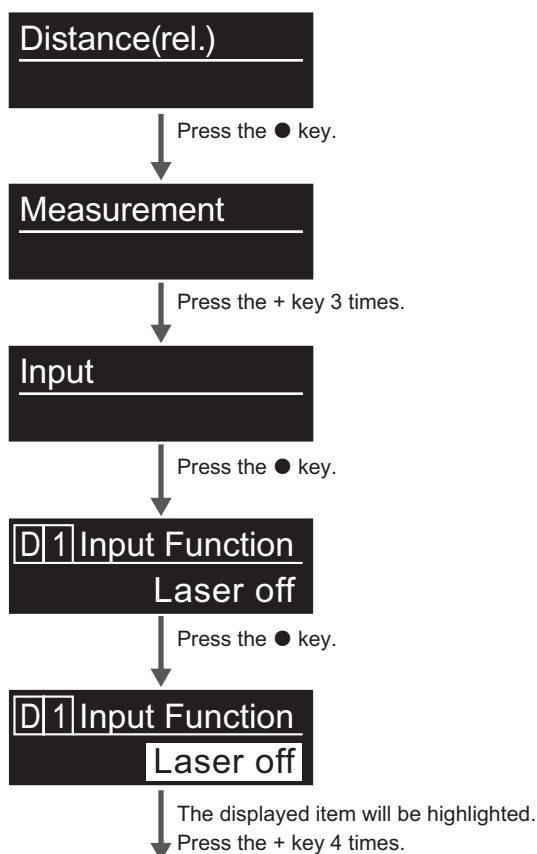 Distance(rel.)
Press the ● key.
Measurement
Press the + key 3 times.
Input
Press the ● key.
D 1 Input Function
Laser off
Press the ● key.
D 1 Input Function
Laser off
The displayed item will be highlighted.
Press the + key 4 times.